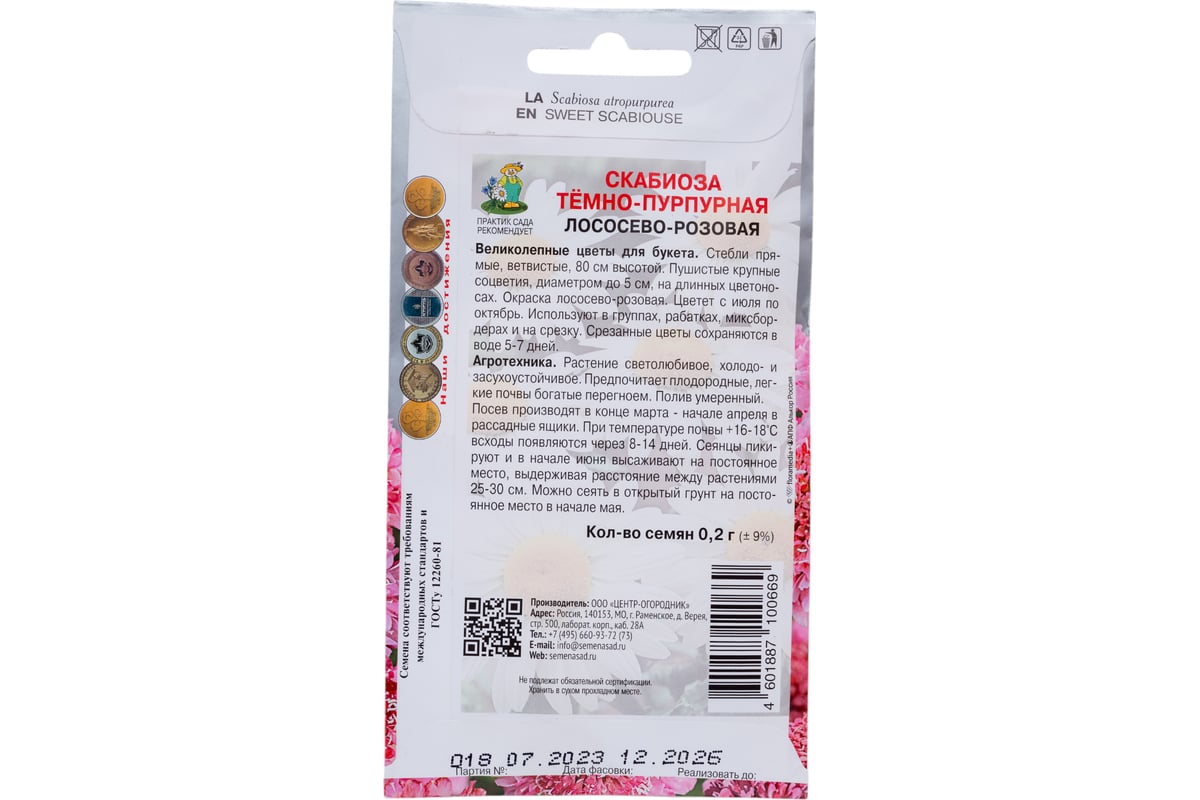 LA Scabiosa atropurpurea
EN SWEET SCABIOUSE
СКАБИОЗА
ТЁМНО-ПУРПУРНАЯ
ЛОСОСЕВО-РОЗОВАЯ
ПРАКТИК САДА
РЕКОМЕНДУЕТ
Великолепные цветы для букета. Стебли пря-
мые, ветвистые, 80 см высотой. Пушистые крупные
соцветия, диаметром до 5 см, на длинных цветоно-
сах. Окраска лососево-розовая. Цветет с июля по
октябрь. Используют в группах, рабатках, миксбор-
дерах и на срезку. Срезанные цветы сохраняются в
воде 5-7 дней.
Агротехника. Растение светолюбивое, холодо- и
засухоустойчивое. Предпочитает плодородные, лег-
кие почвы богатые перегноем. Полив умеренный.
Посев производят в конце марта - начале апреля в
рассадные ящики. При температуре почвы +16-18°С
всходы появляются через 8-14 дней. Сеянцы пики-
руют и в начале июня высаживают на постоянное
место, выдерживая расстояние между растениями
25-30 см. Можно сеять в открытый грунт на посто-
янное место в начале мая.
Кол-во семян 0,2 г (± 9%)
наши достижения
Семена соответствуют требованиям
международных стандартов и
ГОСТу 12260-81
© floramedia+ АПФ Алькор Россия
Производитель: ООО «ЦЕНТР-ОГОРОДНИК»
Адрес: Россия, 140153, МО, г. Раменское, д. Верея,
стр. 500, лаборат. корп., каб. 28А
Тел.: +7 (495) 660-93-72 (73)
E-mail: info@semenasad.ru
Web: semenasad.ru
Не подлежат обязательной сертификации.
Хранить в сухом прохладном месте.
4 601887 100669
018 07.2023 12.2026
Партия №: Дата фасовки: Реализовать до: